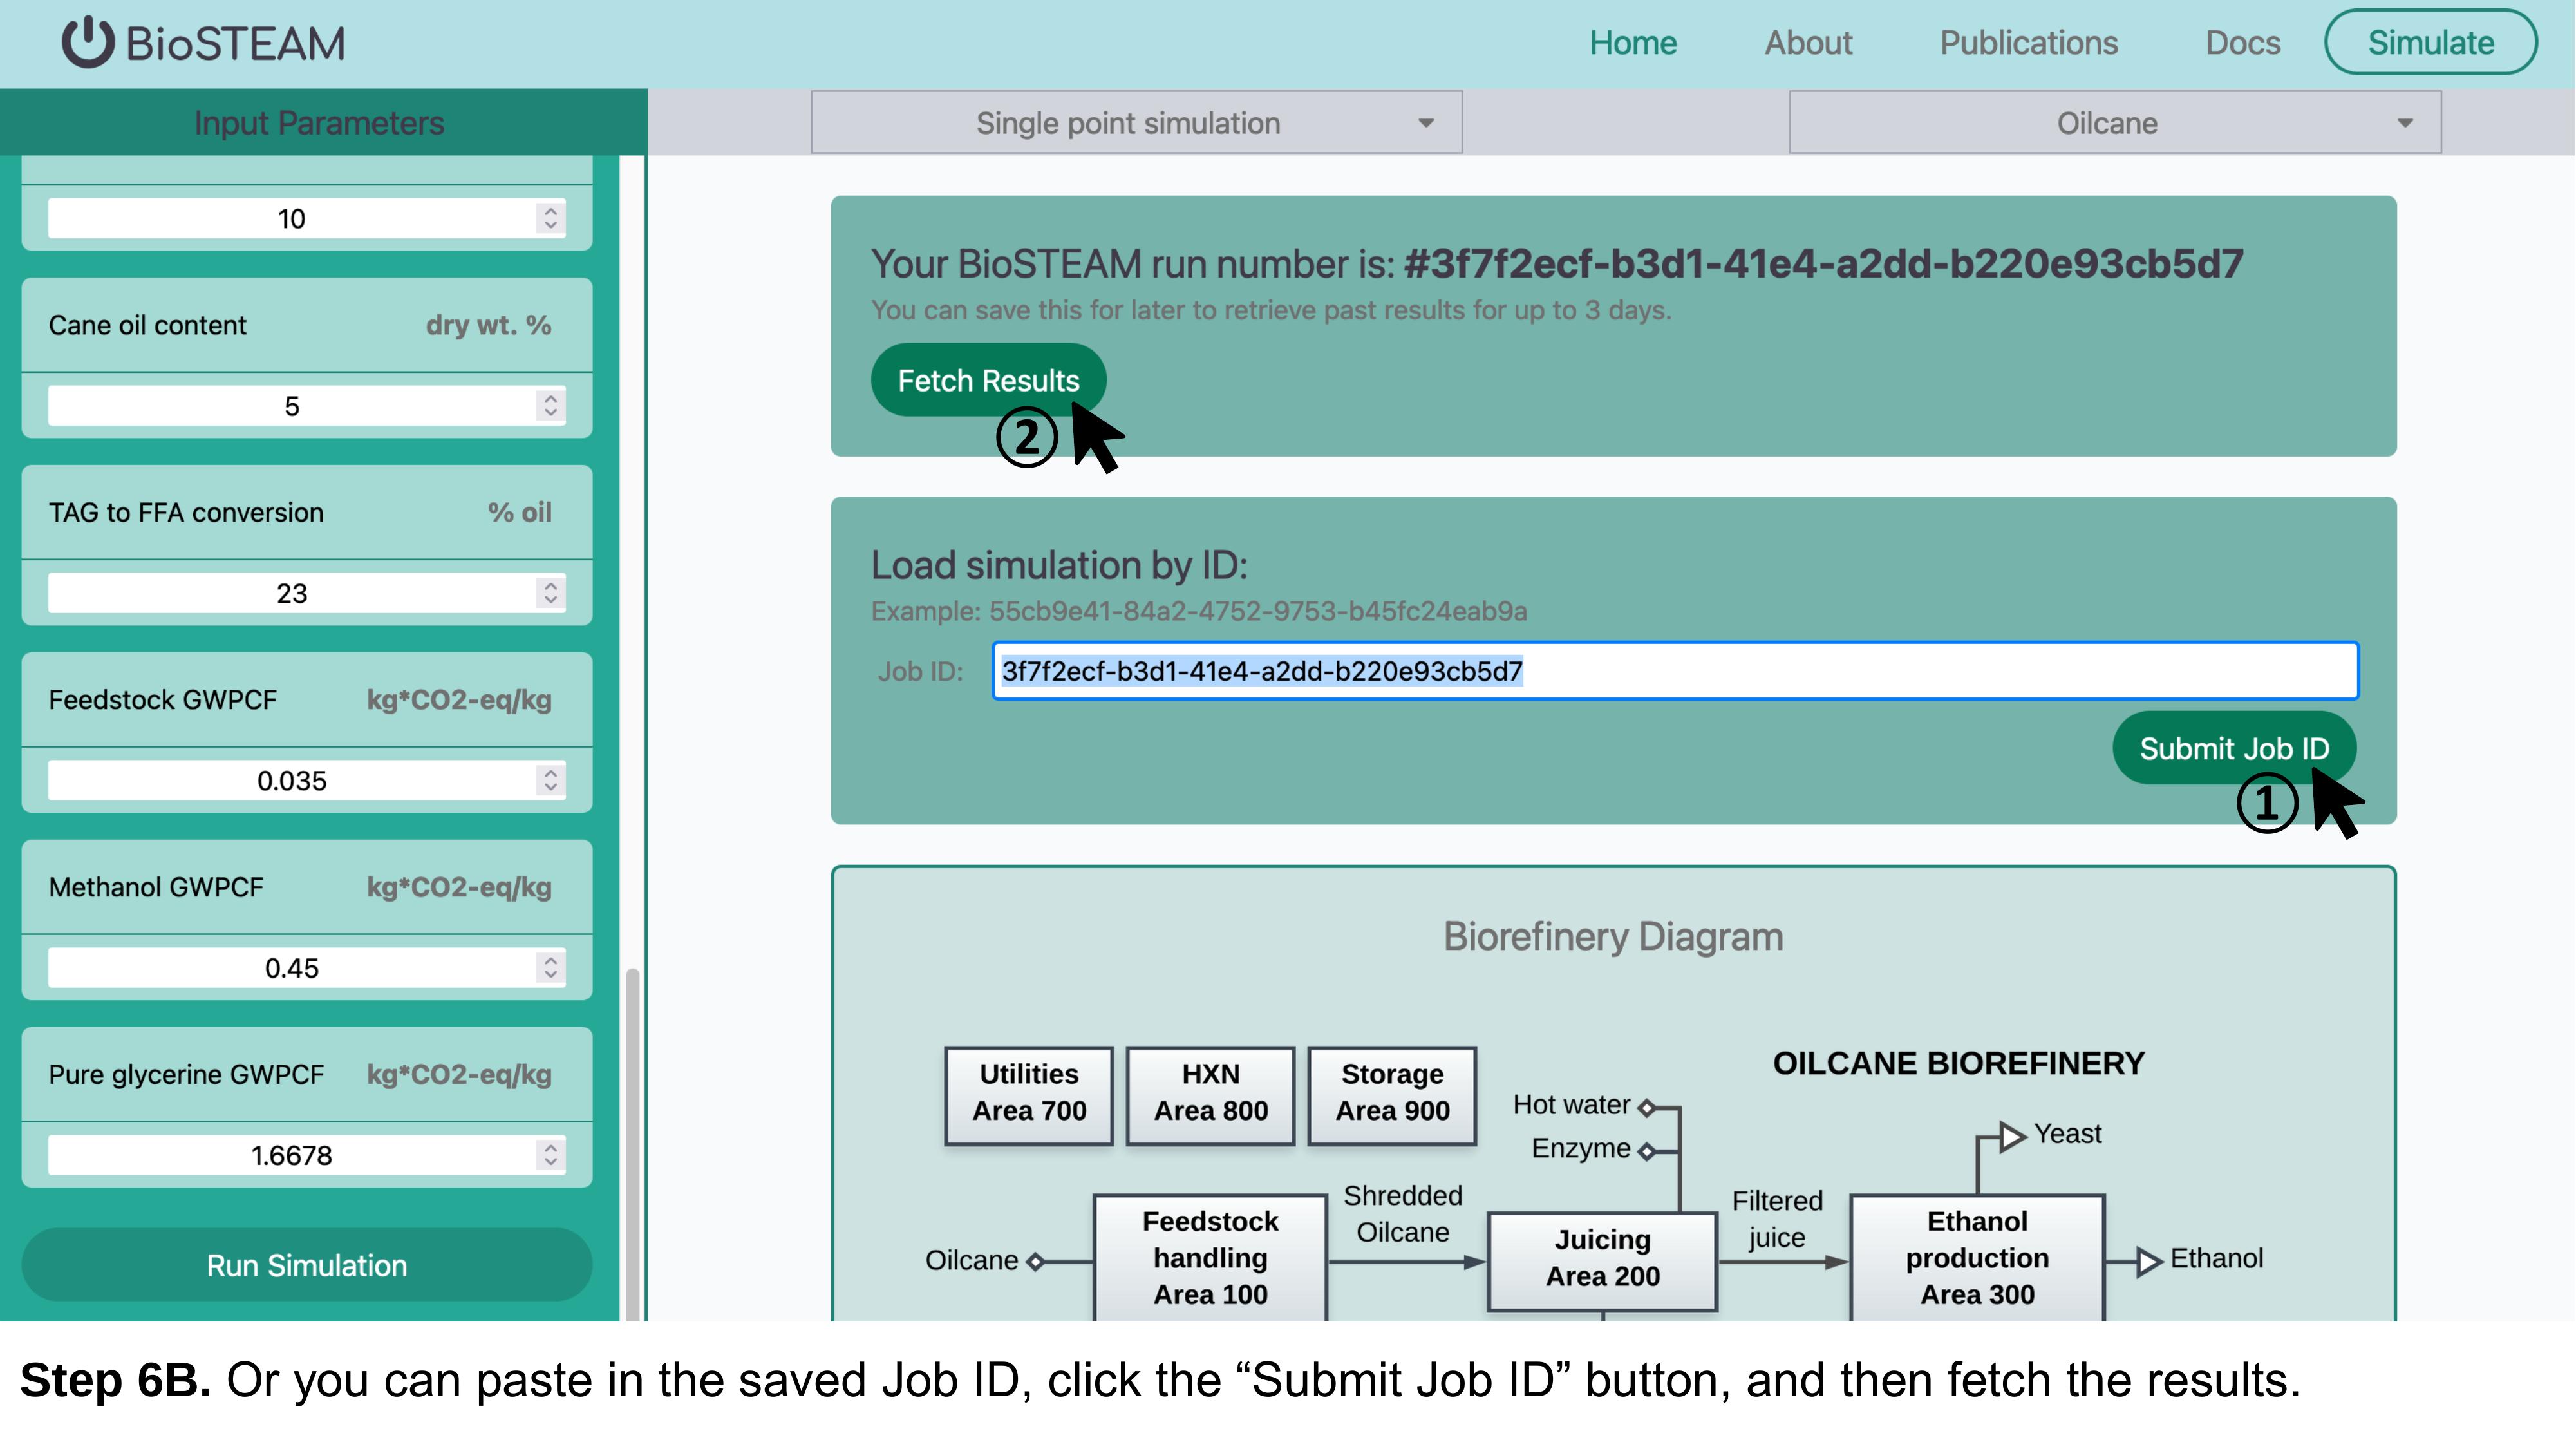 BioSTEAM
Home
About
Publications
Docs
Simulate
Input Parameters
Single point simulation
Oilcane
10
Cane oil content
dry wt. %
5
TAG to FFA conversion
% oil
23
Feedstock GWPCF
kg*CO2-eq/kg
0.035
Methanol GWPCF
kg*CO2-eq/kg
0.45
Pure glycerine GWPCF
kg*CO2-eq/kg
1.6678
Run Simulation
Your BioSTEAM run number is: #3f7f2ecf-b3d1-41e4-a2dd-b220e93cb5d7
You can save this for later to retrieve past results for up to 3 days.
Fetch Results
②
Load simulation by ID:
Example: 55cb9e41-84a2-4752-9753-b45fc24eab9a
Job ID:
3f7f2ecf-b3d1-41e4-a2dd-b220e93cb5d7
Submit Job ID
①
Biorefinery Diagram
Utilities
Area 700
HXN
Area 800
Storage
Area 900
OILCANE BIOREFINERY
Hot water
Enzyme
Yeast
Oilcane
Feedstock
handling
Area 100
Shredded
Oilcane
Juicing
Area 200
Filtered
juice
Ethanol
production
Area 300
Ethanol
Step 6B. Or you can paste in the saved Job ID, click the “Submit Job ID” button, and then fetch the results.